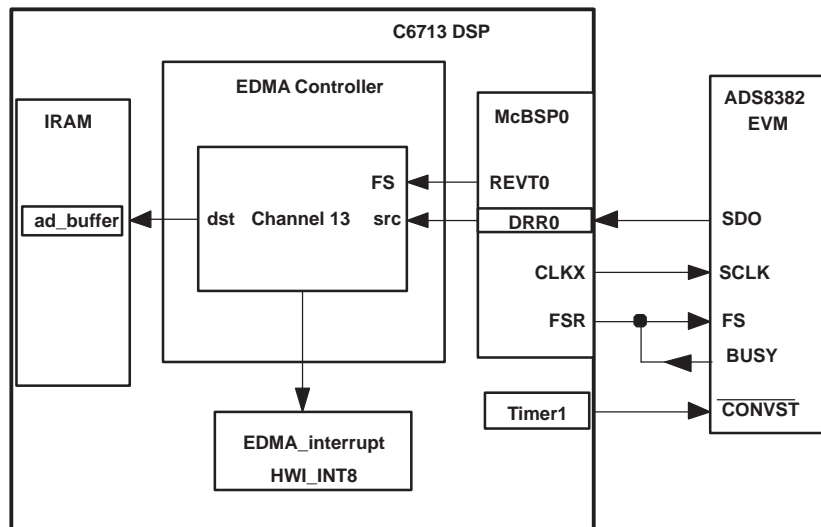 C6713 DSP
EDMA Controller
IRAM
McBSP0
ADS8382
EVM
FS
REVT0
ad_buffer
dst
Channel 13
src
DRR0
SDO
CLKX
SCLK
FSR
FS
BUSY
Timer1
CONVST
EDMA_interrupt
HWI_INT8